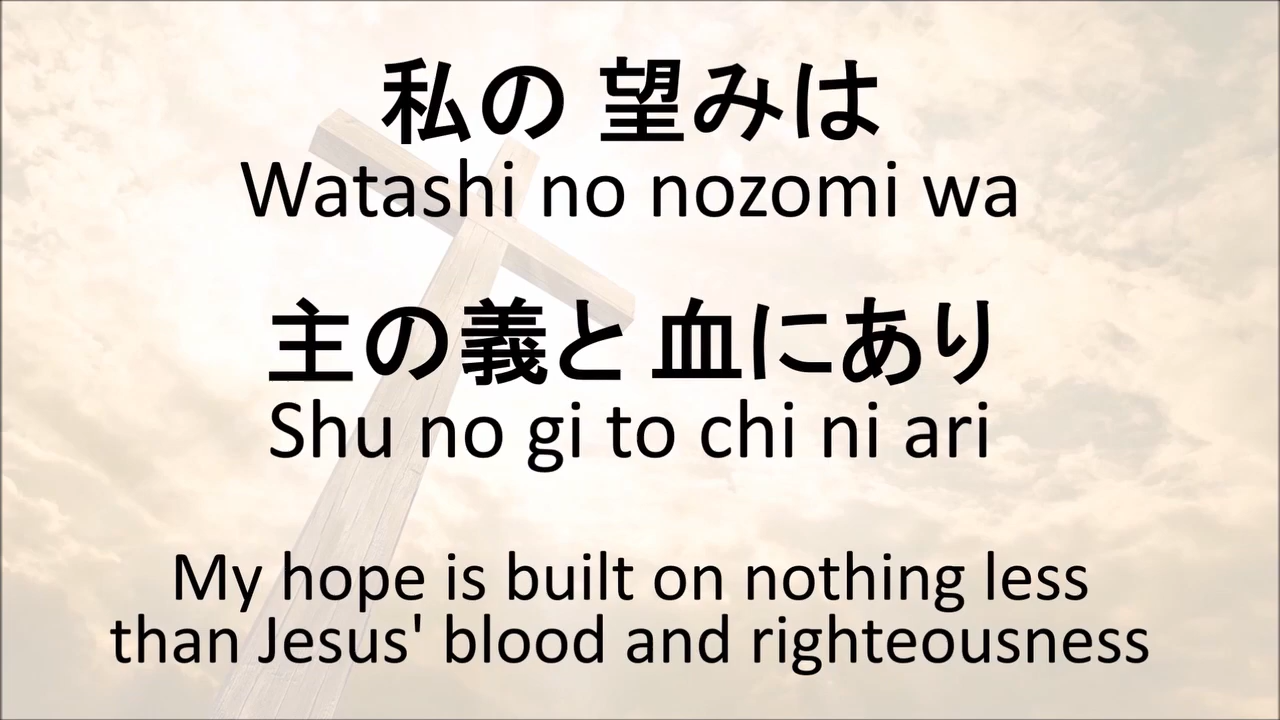 私の 望みは
Watashi no nozomi wa
主の義と 血にあり
Shu no gi to chi ni ari
My hope is built on nothing less
than Jesus' blood and righteousness